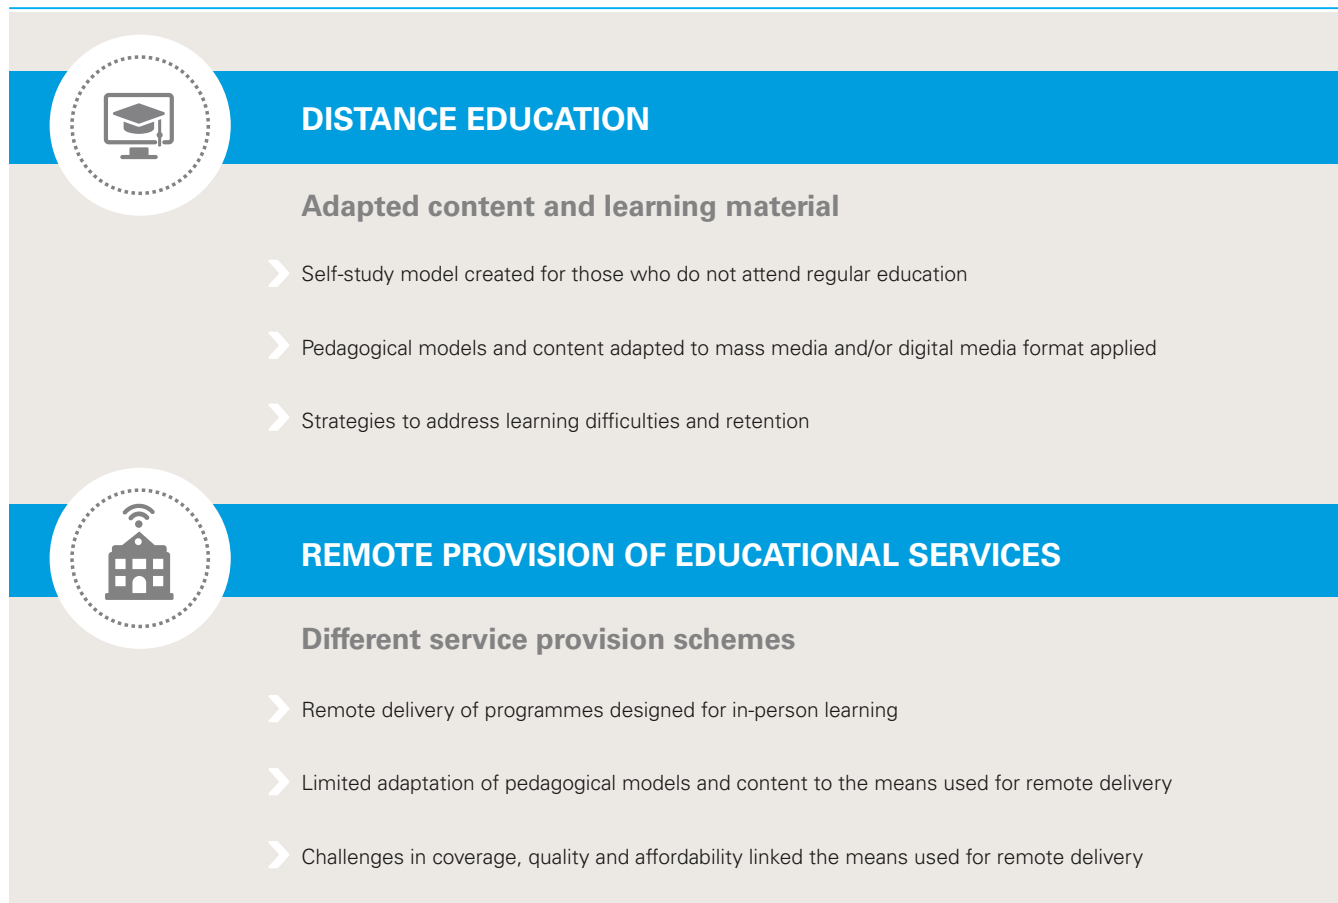 DISTANCE EDUCATION
Adapted content and learning material
Self-study model created for those who do not attend regular education
Pedagogical models and content adapted to mass media and/or digital media format applied
Strategies to address learning difficulties and retention
REMOTE PROVISION OF EDUCATIONAL SERVICES
Different service provision schemes
Remote delivery of programmes designed for in-person learning
Limited adaptation of pedagogical models and content to the means used for remote delivery
Challenges in coverage, quality and affordability linked the means used for remote delivery